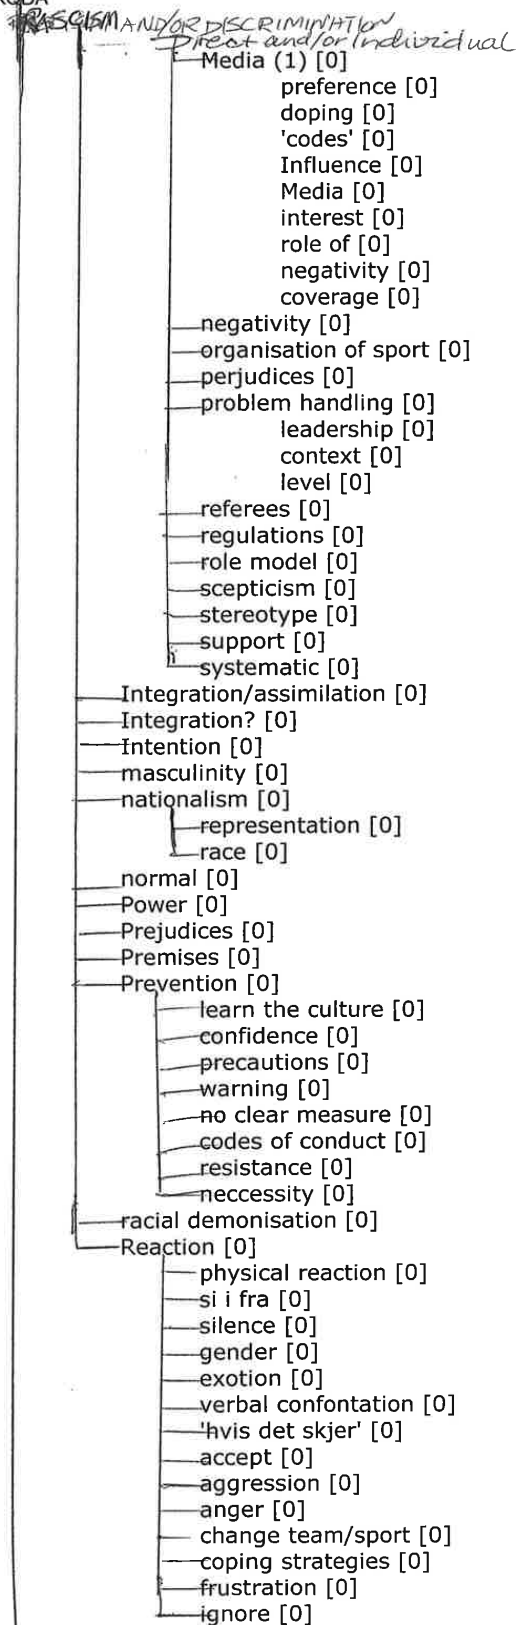 RASCISM AND/OR DISCRIMINATION
Direct and/or Individual
Media (1) [0]
preference [0]
doping [0]
'codes' [0]
Influence [0]
Media [0]
interest [0]
role of [0]
negativity [0]
coverage [0]
negativity [0]
organisation of sport [0]
perjudices [0]
problem handling [0]
leadership [0]
context [0]
level [0]
referees [0]
regulations [0]
role model [0]
scepticism [0]
stereotype [0]
support [0]
systematic [0]
Integration/assimilation [0]
Integration? [0]
Intention [0]
masculinity [0]
nationalism [0]
representation [0]
race [0]
normal [0]
Power [0]
Prejudices [0]
Premises [0]
Prevention [0]
learn the culture [0]
confidence [0]
precautions [0]
warning [0]
no clear measure [0]
codes of conduct [0]
resistance [0]
neccessity [0]
racial demonisation [0]
Reaction [0]
physical reaction [0]
si i fra [0]
silence [0]
gender [0]
exotion [0]
verbal confontation [0]
'hvis det skjer' [0]
accept [0]
aggression [0]
anger [0]
change team/sport [0]
coping strategies [0]
frustration [0]
ignore [0]